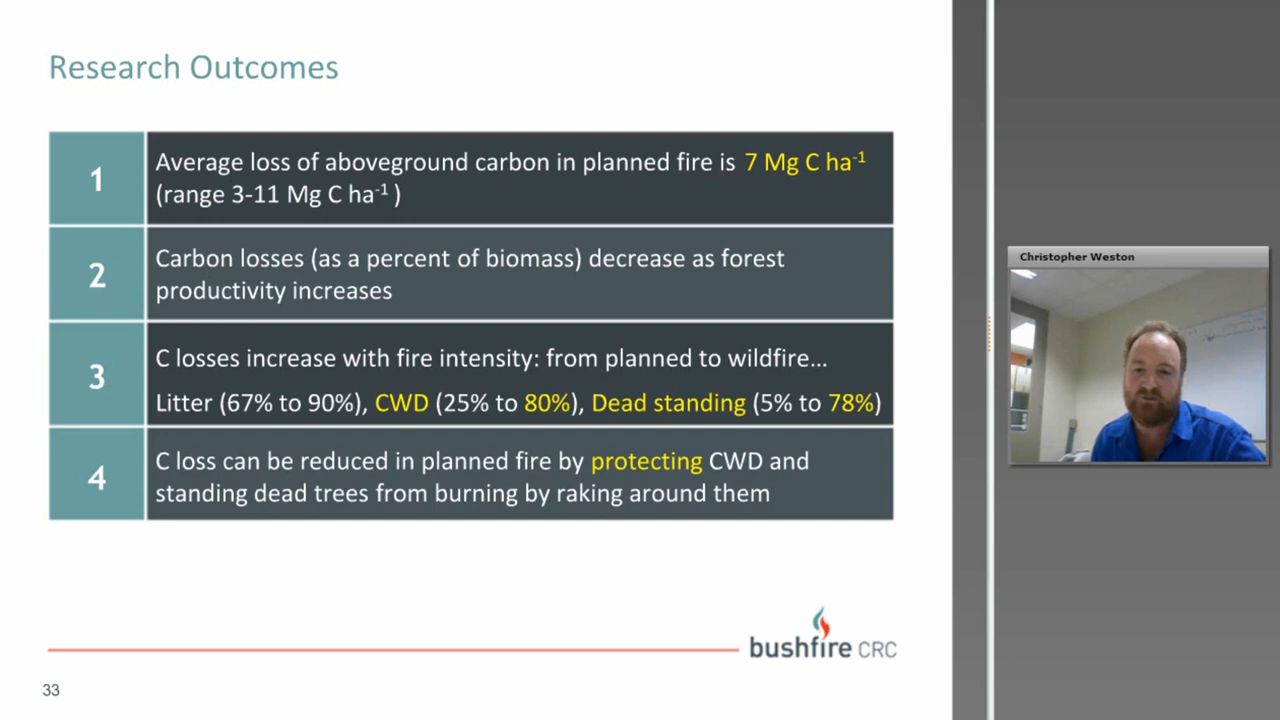 Research Outcomes
1
Average loss of aboveground carbon in planned fire is 7 Mg C ha-1
(range 3-11 Mg C ha-1 )
2
Carbon losses (as a percent of biomass) decrease as forest
productivity increases
3
C losses increase with fire intensity: from planned to wildfire...
Litter (67% to 90%), CWD (25% to 80%), Dead standing (5% to 78%)
4
C loss can be reduced in planned fire by protecting CWD and
standing dead trees from burning by raking around them
bushfire CRC
33
Christopher Weston